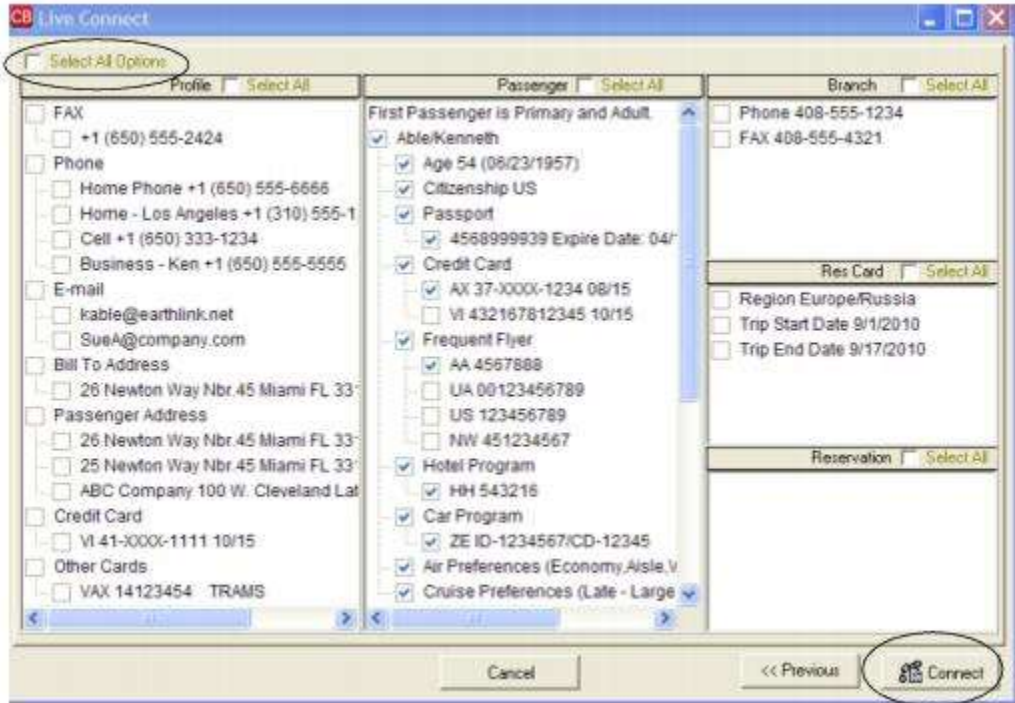 CB Live Connect
Select All Options
Profile Select All
FAX
+1 (650) 555-2424
Phone
Home Phone +1 (650) 555-6666
Home - Los Angeles +1 (310) 555-1
Cell +1 (650) 333-1234
Business - Ken +1 (650) 555-5555
E-mail
kable@earthlink.net
SueA@company.com
Bill To Address
26 Newton Way Nbr.45 Miami FL 33
Passenger Address
26 Newton Way Nbr.45 Miami FL 33
25 Newton Way Nbr.45 Miami FL 33
ABC Company 100 W. Cleveland Lat
Credit Card
VI 41-XXXX-1111 10/15
Other Cards
VAX 14123454 TRAMS
Passenger Select All
First Passenger is Primary and Adult.
Able/Kenneth
Age 54 (06/23/1957)
Citizenship US
Passport
4568999939 Expire Date: 04/
Credit Card
AX 37-XXXX-1234 08/15
VI 432167812345 10/15
Frequent Flyer
AA 4567888
UA 00123456789
US 123456789
NW 451234567
Hotel Program
HH 543216
Car Program
ZE ID-1234567/CD-12345
Air Preferences (Economy,Aisle,V
Cruise Preferences (Late - Large
Branch Select All
Phone 408-555-1234
FAX 408-555-4321
Res Card Select All
Region Europe/Russia
Trip Start Date 9/1/2010
Trip End Date 9/17/2010
Reservation Select All
Cancel
<< Previous
Connect